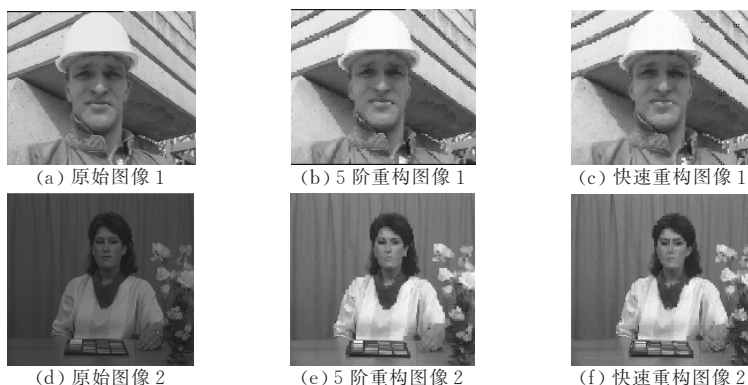 (a) 原始图像 1
(b) 5 阶重构图像 1
(c) 快速重构图像 1
(d) 原始图像 2
(e) 5 阶重构图像 2
(f) 快速重构图像 2